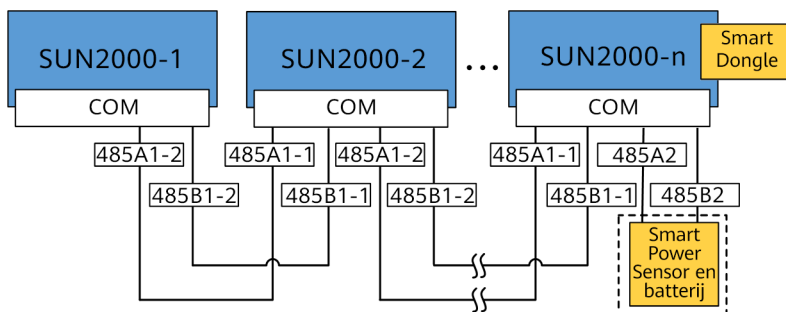 SUN2000-1
SUN2000-2
...
SUN2000-n
Smart
Dongle
COM
COM
COM
485A1-2
485A1-1
485A1-2
485A1-1
485A2
485B1-2
485B1-1
485B1-2
485B1-1
485B2
Smart
Power
Sensor en
batterij